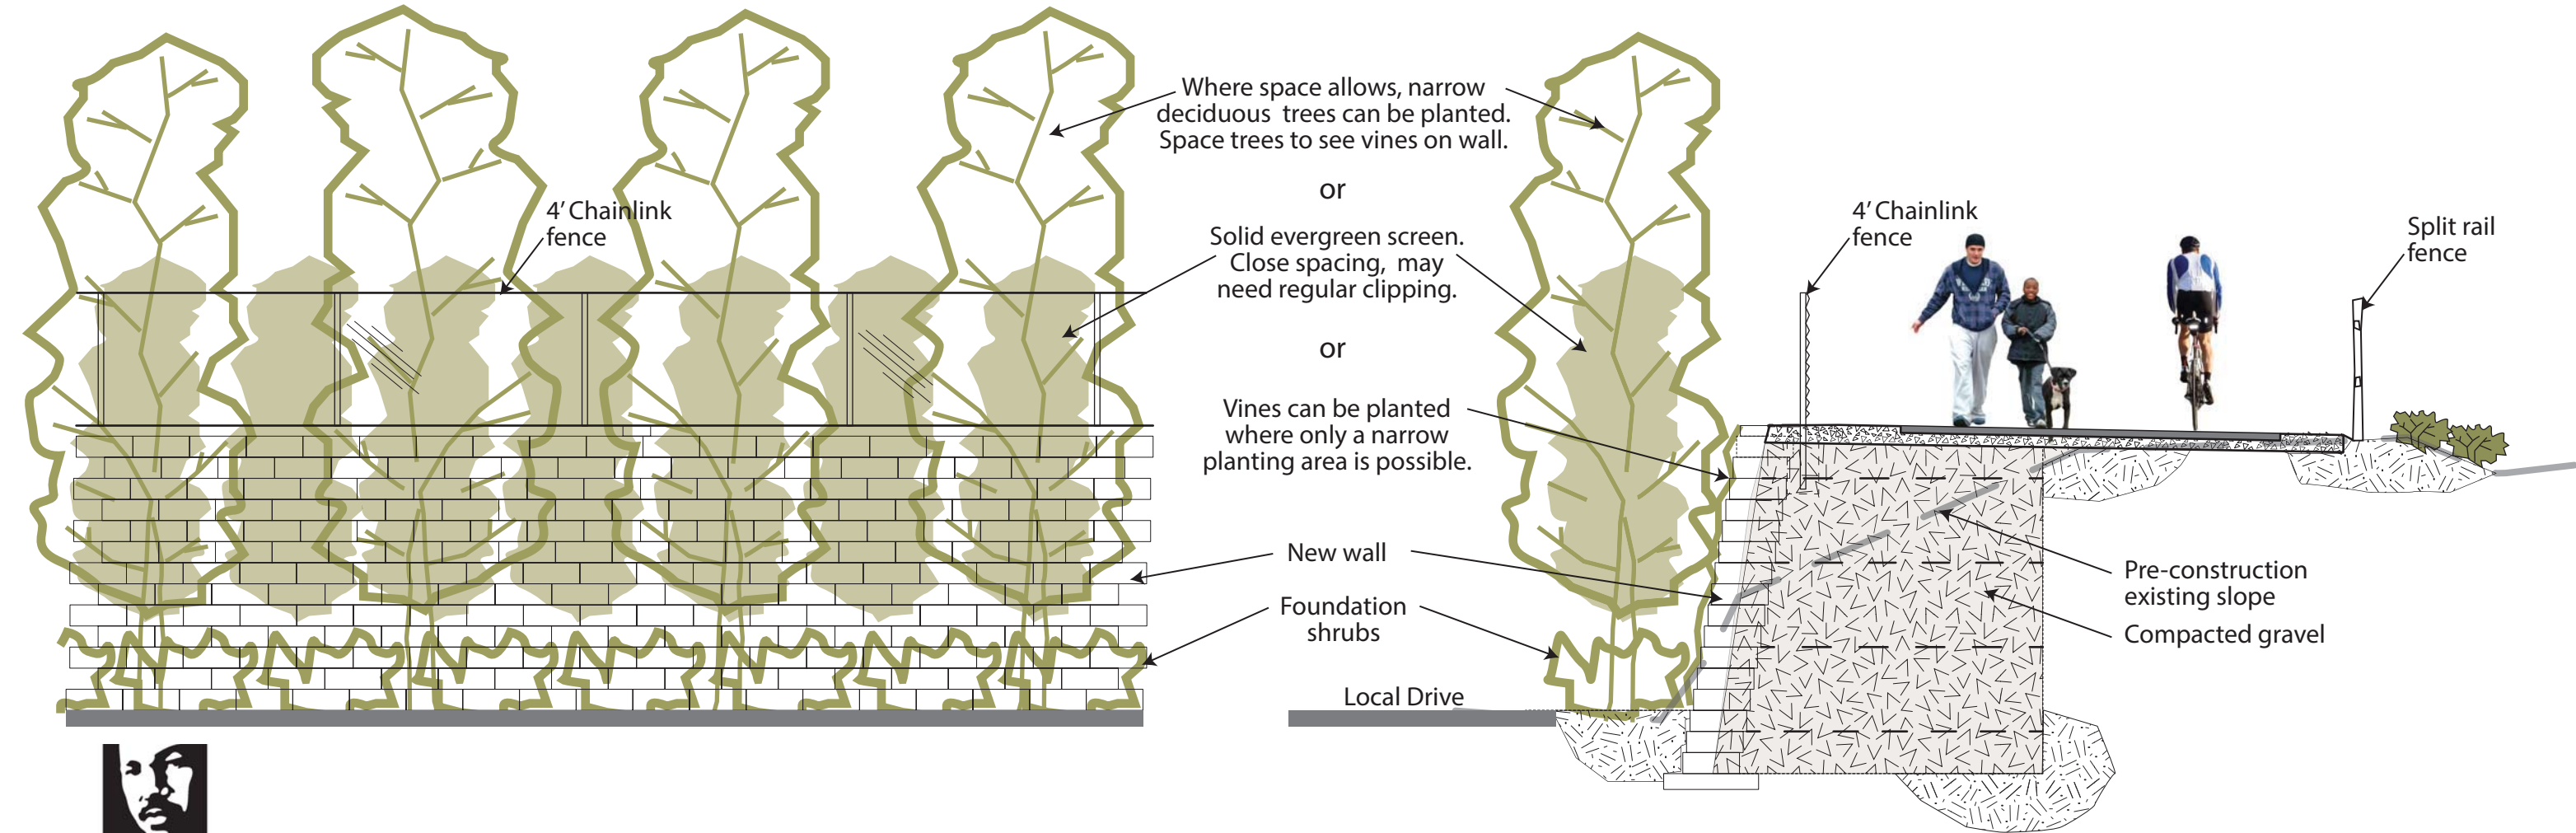 Where space allows, narrow
deciduous trees can be planted.
Space trees to see vines on wall.
or
Solid evergreen screen.
Close spacing, may
need regular clipping.
or
Vines can be planted
where only a narrow
planting area is possible.
New wall
Foundation
shrubs
Local Drive
4' Chainlink
fence
4' Chainlink
fence
Split rail
fence
Pre-construction
existing slope
Compacted gravel